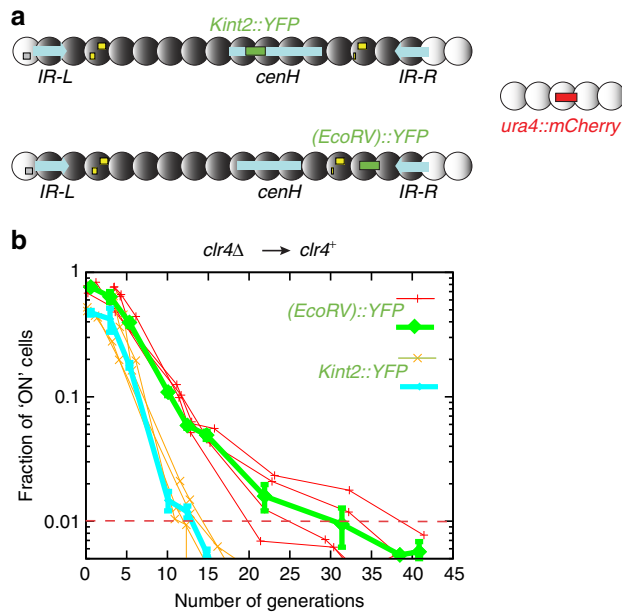 a
Kint2::YFP
IR-L cenH IR-R
ura4::mCherry
(EcoRV)::YFP
IR-L cenH IR-R
b
clr4Δ → clr4⁺
(EcoRV)::YFP
Kint2::YFP
Fraction of 'ON' cells
1
0.1
0.01
0 5 10 15 20 25 30 35 40 45
Number of generations